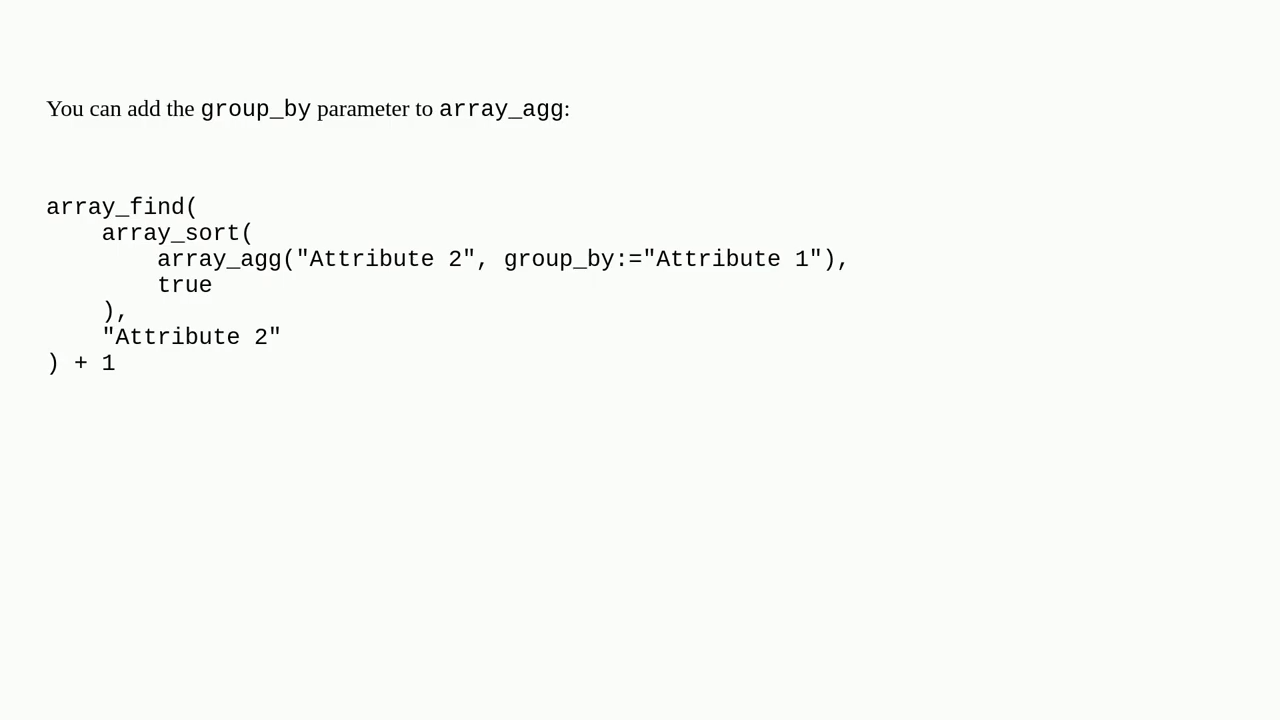 You can add the group_by parameter to array_agg:
array_find(
    array_sort(
        array_agg("Attribute 2", group_by:="Attribute 1"),
        true
    ),
    "Attribute 2"
) + 1